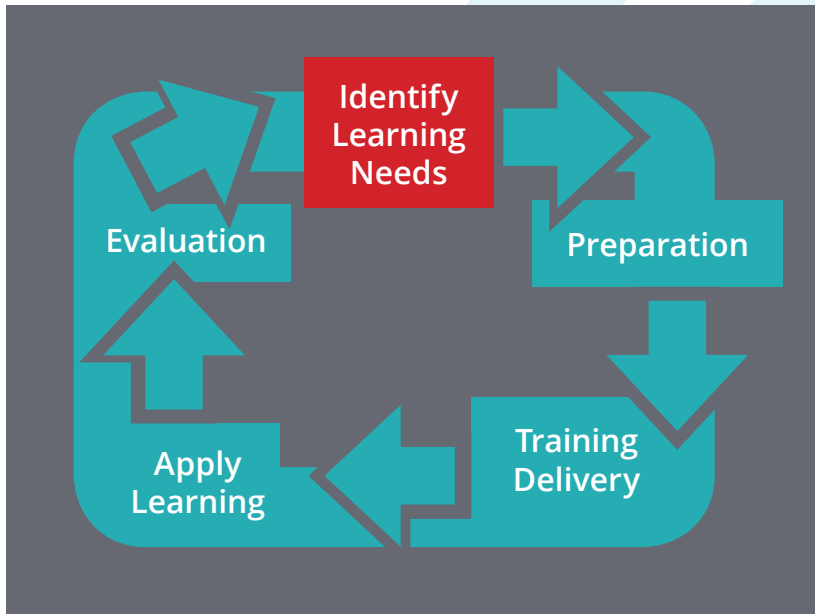 Identify
Learning
Needs
Preparation
Training
Delivery
Apply
Learning
Evaluation